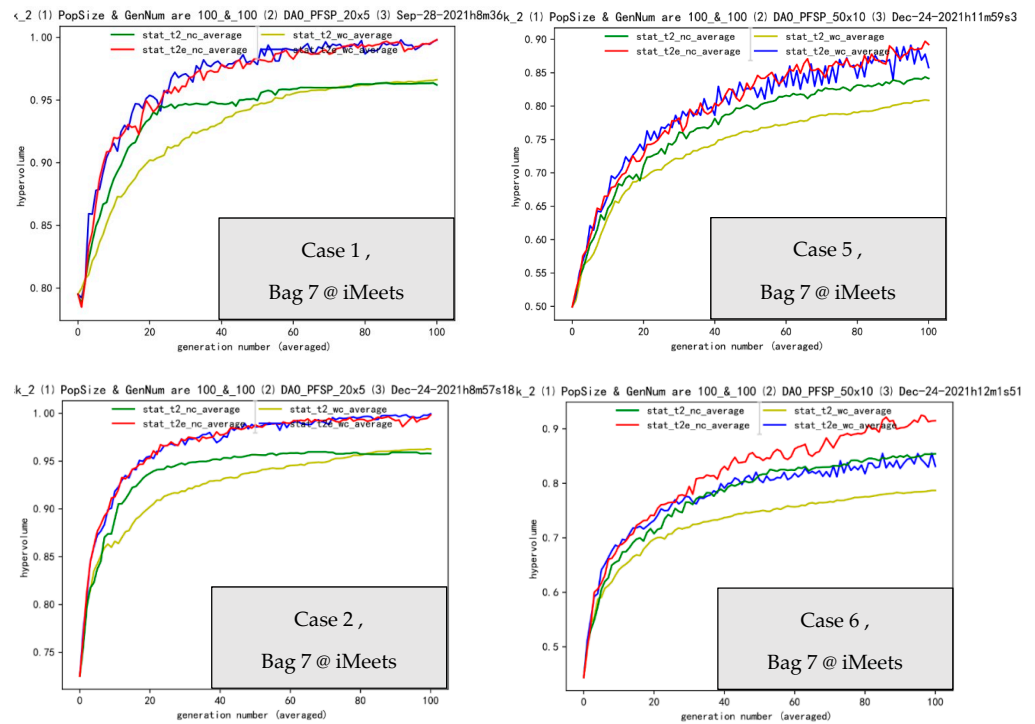 .k_2 (1) PopSize & GenNum are 100_&_100 (2) DAO_PFSP_20x5 (3) Sep-28-2021h8m36
stat_t2_nc_average
stat_t2_wc_average
stat_t2e_nc_average
stat_t2e_wc_average
1.00
0.95
0.90
0.85
0.80
hypervolume
Case 1 ,
Bag 7 @ iMeets
0
20
40
60
80
100
generation number (averaged)
k_2 (1) PopSize & GenNum are 100_&_100 (2) DAO_PFSP_50x10 (3) Dec-24-2021h11m59s3
stat_t2_nc_average
stat_t2_wc_average
stat_t2e_nc_average
stat_t2e_wc_average
0.90
0.85
0.80
0.75
0.70
0.65
0.60
0.55
0.50
hypervolume
Case 5 ,
Bag 7 @ iMeets
0
20
40
60
80
100
generation number (averaged)
.k_2 (1) PopSize & GenNum are 100_&_100 (2) DAO_PFSP_20x5 (3) Dec-24-2021h8m57s18
stat_t2_nc_average
stat_t2_wc_average
stat_t2e_nc_average
stat_t2e_wc_average
1.00
0.95
0.90
0.85
0.80
0.75
hypervolume
Case 2 ,
Bag 7 @ iMeets
0
20
40
60
80
100
generation number (averaged)
k_2 (1) PopSize & GenNum are 100_&_100 (2) DAO_PFSP_50x10 (3) Dec-24-2021h12m1s51
stat_t2_nc_average
stat_t2_wc_average
stat_t2e_nc_average
stat_t2e_wc_average
0.9
0.8
0.7
0.6
0.5
hypervolume
Case 6 ,
Bag 7 @ iMeets
0
20
40
60
80
100
generation number (averaged)